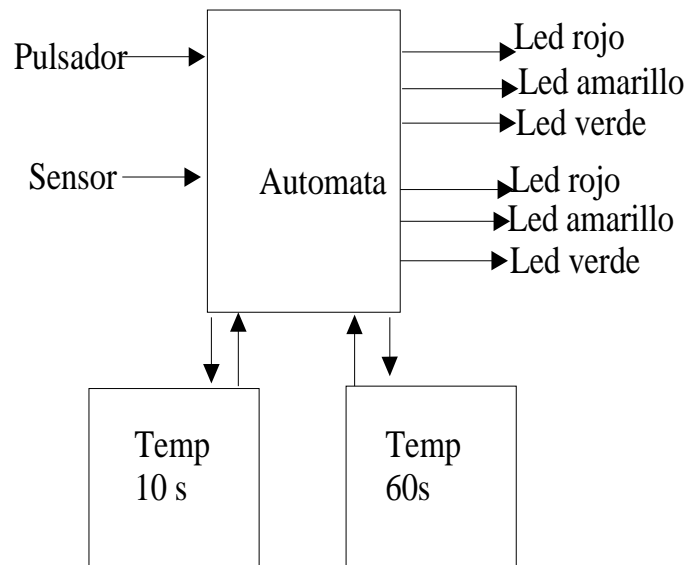 Pulsador
Sensor
Automata
Led rojo
Led amarillo
Led verde
Led rojo
Led amarillo
Led verde
Temp
10 s
Temp
60s